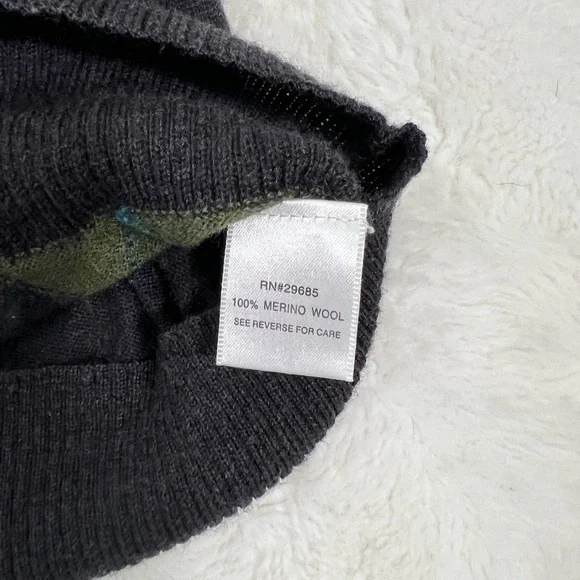 RN#29685
100% MERINO WOOL
SEE REVERSE FOR CARE